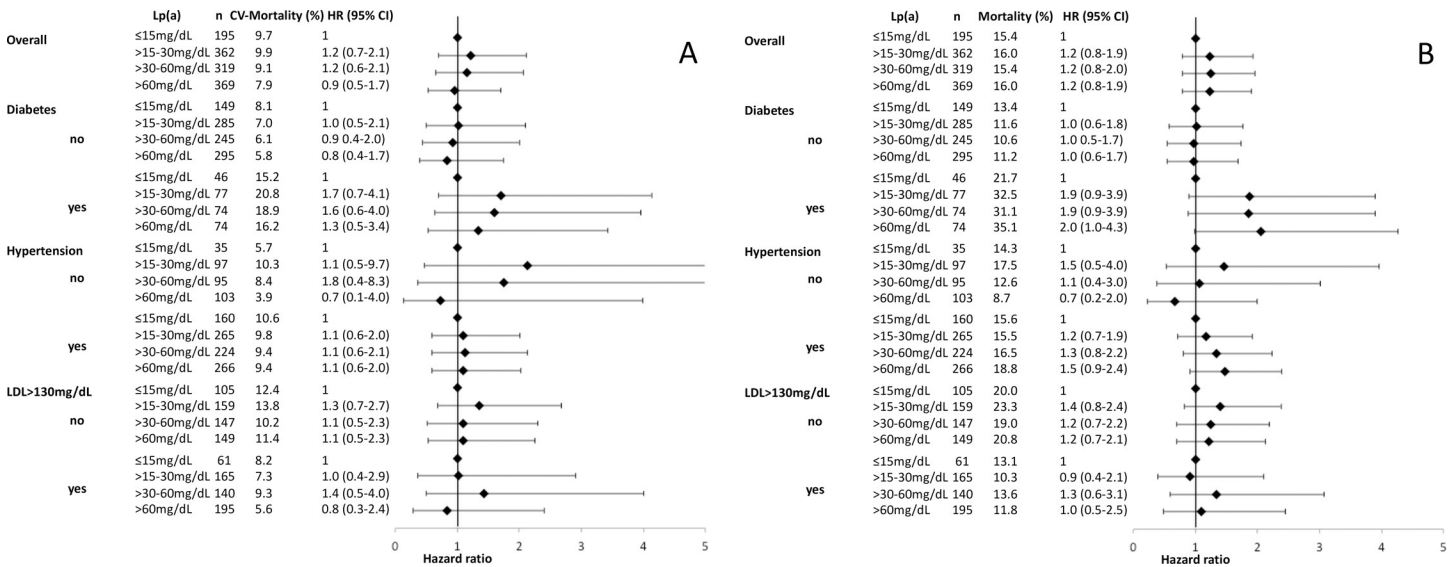 Lp(a) n CV-Mortality (%) HR (95% CI)
Overall
≤15mg/dL 195 9.7 1
>15-30mg/dL 362 9.9 1.2 (0.7-2.1)
>30-60mg/dL 319 9.1 1.2 (0.6-2.1)
>60mg/dL 369 7.9 0.9 (0.5-1.7)
Diabetes
no
≤15mg/dL 149 8.1 1
>15-30mg/dL 285 7.0 1.0 (0.5-2.1)
>30-60mg/dL 245 6.1 0.9 0.4-2.0)
>60mg/dL 295 5.8 0.8 (0.4-1.7)
yes
≤15mg/dL 46 15.2 1
>15-30mg/dL 77 20.8 1.7 (0.7-4.1)
>30-60mg/dL 74 18.9 1.6 (0.6-4.0)
>60mg/dL 74 16.2 1.3 (0.5-3.4)
Hypertension
no
≤15mg/dL 35 5.7 1
>15-30mg/dL 97 10.3 1.1 (0.5-9.7)
>30-60mg/dL 95 8.4 1.8 (0.4-8.3)
>60mg/dL 103 3.9 0.7 (0.1-4.0)
yes
≤15mg/dL 160 10.6 1
>15-30mg/dL 265 9.8 1.1 (0.6-2.0)
>30-60mg/dL 224 9.4 1.1 (0.6-2.1)
>60mg/dL 266 9.4 1.1 (0.6-2.0)
LDL>130mg/dL
no
≤15mg/dL 105 12.4 1
>15-30mg/dL 159 13.8 1.3 (0.7-2.7)
>30-60mg/dL 147 10.2 1.1 (0.5-2.3)
>60mg/dL 149 11.4 1.1 (0.5-2.3)
yes
≤15mg/dL 61 8.2 1
>15-30mg/dL 165 7.3 1.0 (0.4-2.9)
>30-60mg/dL 140 9.3 1.4 (0.5-4.0)
>60mg/dL 195 5.6 0.8 (0.3-2.4)
A
0 1 2 3 4 5
Hazard ratio
Lp(a) n Mortality (%) HR (95% CI)
Overall
≤15mg/dL 195 15.4 1
>15-30mg/dL 362 16.0 1.2 (0.8-1.9)
>30-60mg/dL 319 15.4 1.2 (0.8-2.0)
>60mg/dL 369 16.0 1.2 (0.8-1.9)
Diabetes
no
≤15mg/dL 149 13.4 1
>15-30mg/dL 285 11.6 1.0 (0.6-1.8)
>30-60mg/dL 245 10.6 1.0 0.5-1.7)
>60mg/dL 295 11.2 1.0 (0.6-1.7)
yes
≤15mg/dL 46 21.7 1
>15-30mg/dL 77 32.5 1.9 (0.9-3.9)
>30-60mg/dL 74 31.1 1.9 (0.9-3.9)
>60mg/dL 74 35.1 2.0 (1.0-4.3)
Hypertension
no
≤15mg/dL 35 14.3 1
>15-30mg/dL 97 17.5 1.5 (0.5-4.0)
>30-60mg/dL 95 12.6 1.1 (0.4-3.0)
>60mg/dL 103 8.7 0.7 (0.2-2.0)
yes
≤15mg/dL 160 15.6 1
>15-30mg/dL 265 15.5 1.2 (0.7-1.9)
>30-60mg/dL 224 16.5 1.3 (0.8-2.2)
>60mg/dL 266 18.8 1.5 (0.9-2.4)
LDL>130mg/dL
no
≤15mg/dL 105 20.0 1
>15-30mg/dL 159 23.3 1.4 (0.8-2.4)
>30-60mg/dL 147 19.0 1.2 (0.7-2.2)
>60mg/dL 149 20.8 1.2 (0.7-2.1)
yes
≤15mg/dL 61 13.1 1
>15-30mg/dL 165 10.3 0.9 (0.4-2.1)
>30-60mg/dL 140 13.6 1.3 (0.6-3.1)
>60mg/dL 195 11.8 1.0 (0.5-2.5)
B
0 1 2 3 4 5
Hazard ratio